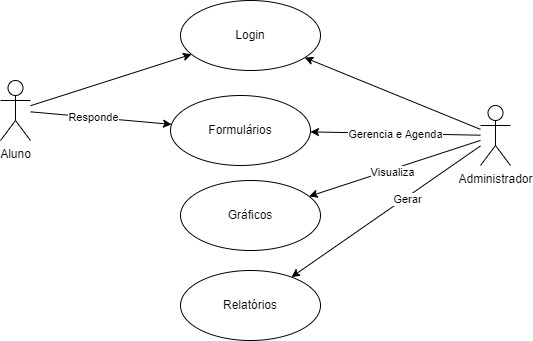 Login
Responde
Formulários
Gerencia e Agenda
Aluno
Visualiza
Administrador
Gerar
Gráficos
Relatórios